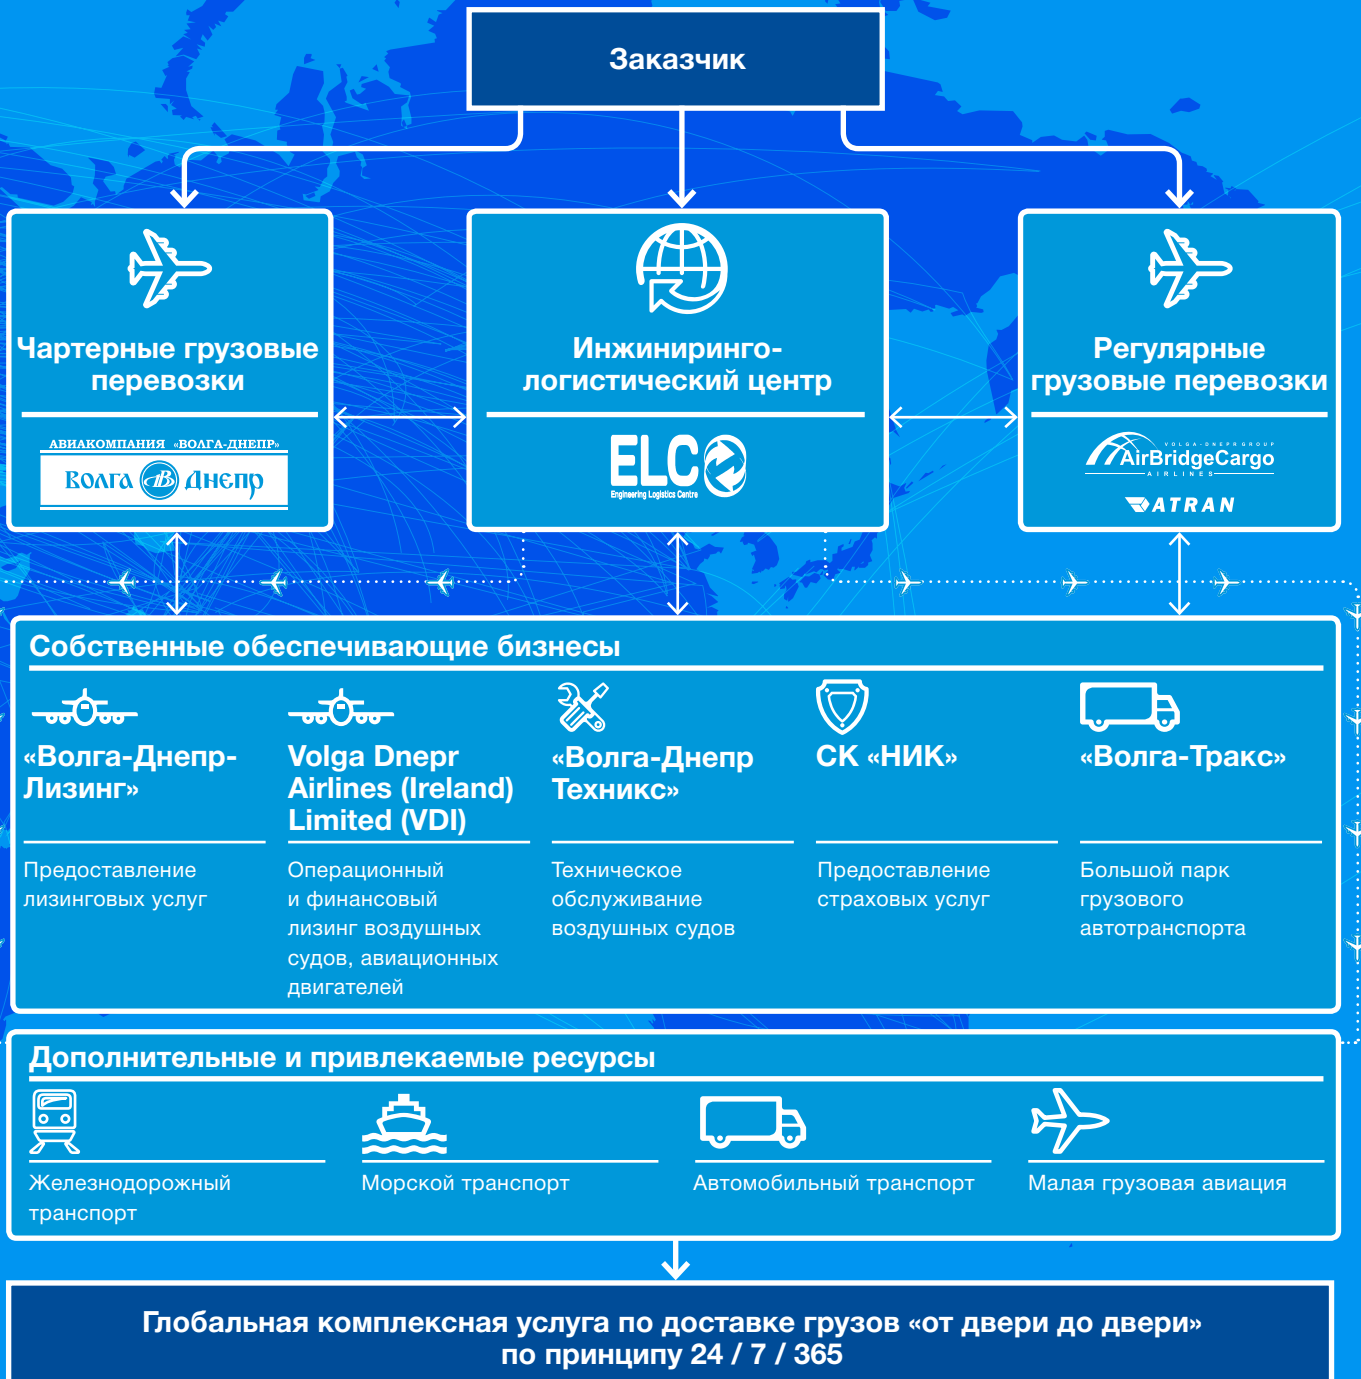 Заказчик
Чартерные грузовые
перевозки
АВИАКОМПАНИЯ «ВОЛГА-ДНЕПР»
Волга Днепр
Инжиниринго-
логистический центр
ELC
Engineering Logistics Centre
Регулярные
грузовые перевозки
VOLGA-DNEPR GROUP
AirBridgeCargo
AIRLINES
ATRAN
Собственные обеспечивающие бизнесы
«Волга-Днепр-
Лизинг»
Предоставление
лизинговых услуг
Volga Dnepr
Airlines (Ireland)
Limited (VDI)
Операционный
и финансовый
лизинг воздушных
судов, авиационных
двигателей
«Волга-Днепр
Техникс»
Техническое
обслуживание
воздушных судов
СК «НИК»
Предоставление
страховых услуг
«Волга-Тракс»
Большой парк
грузового
автотранспорта
Дополнительные и привлекаемые ресурсы
Железнодорожный
транспорт
Морской транспорт
Автомобильный транспорт
Малая грузовая авиация
Глобальная комплексная услуга по доставке грузов «от двери до двери»
по принципу 24 / 7 / 365